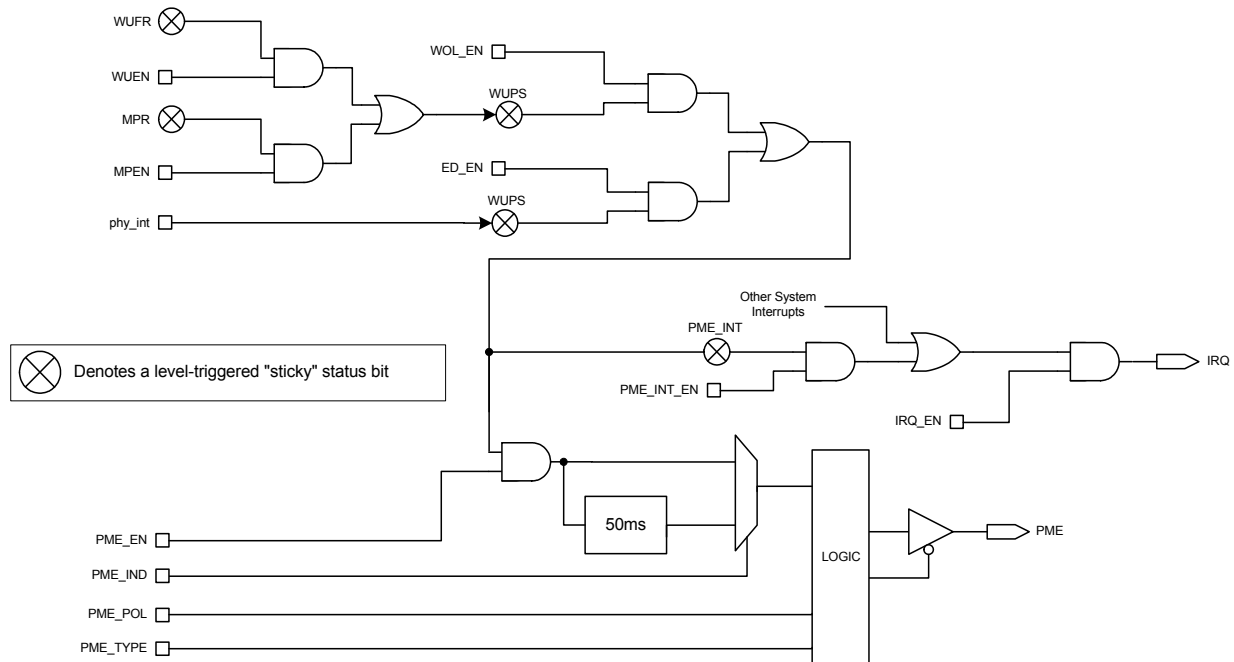 WUFR
WOL_EN
WUEN
WUPS
MPR
ED_EN
MPEN
WUPS
phy_int
Other System
Interrupts
PME_INT
Denotes a level-triggered "sticky" status bit
IRQ
PME_INT_EN
IRQ_EN
50ms
PME_EN
PME
LOGIC
PME_IND
PME_POL
PME_TYPE